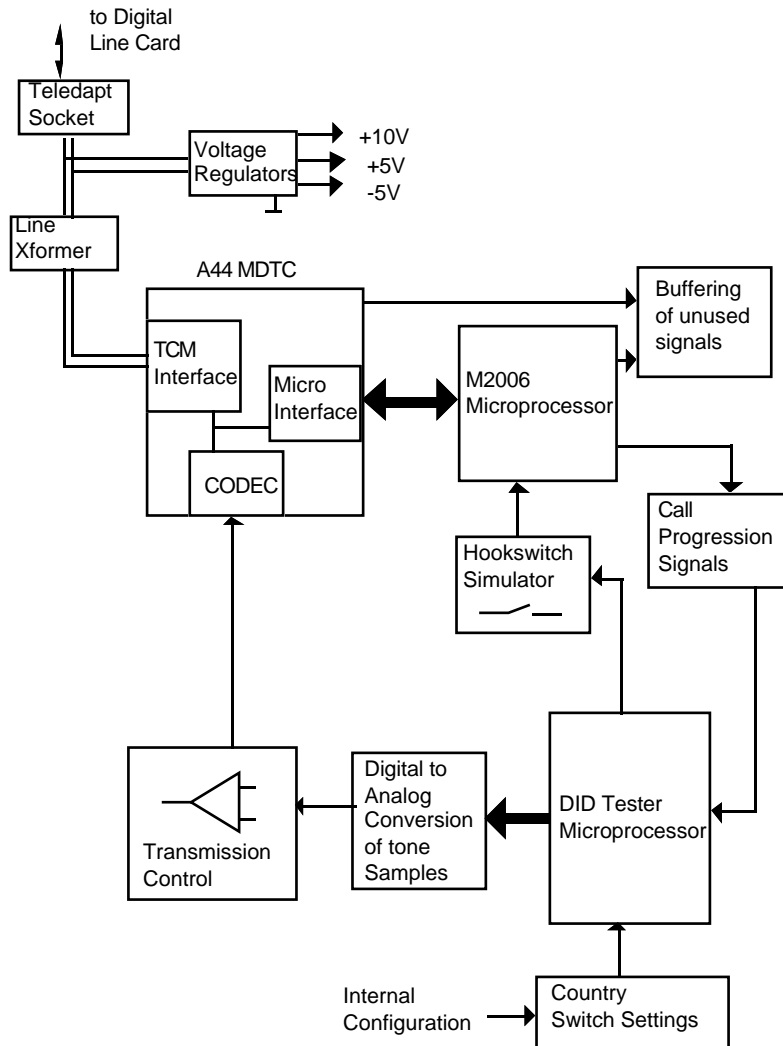 to Digital
Line Card
Teledapt
Socket
Voltage
Regulators
+10V
+5V
-5V
Line
Xformer
A44 MDTC
TCM
Interface
Micro
Interface
CODEC
M2006
Microprocessor
Buffering
of unused
signals
Call
Progression
Signals
Hookswitch
Simulator
Transmission
Control
Digital to
Analog
Conversion
of tone
Samples
DID Tester
Microprocessor
Internal
Configuration
Country
Switch Settings